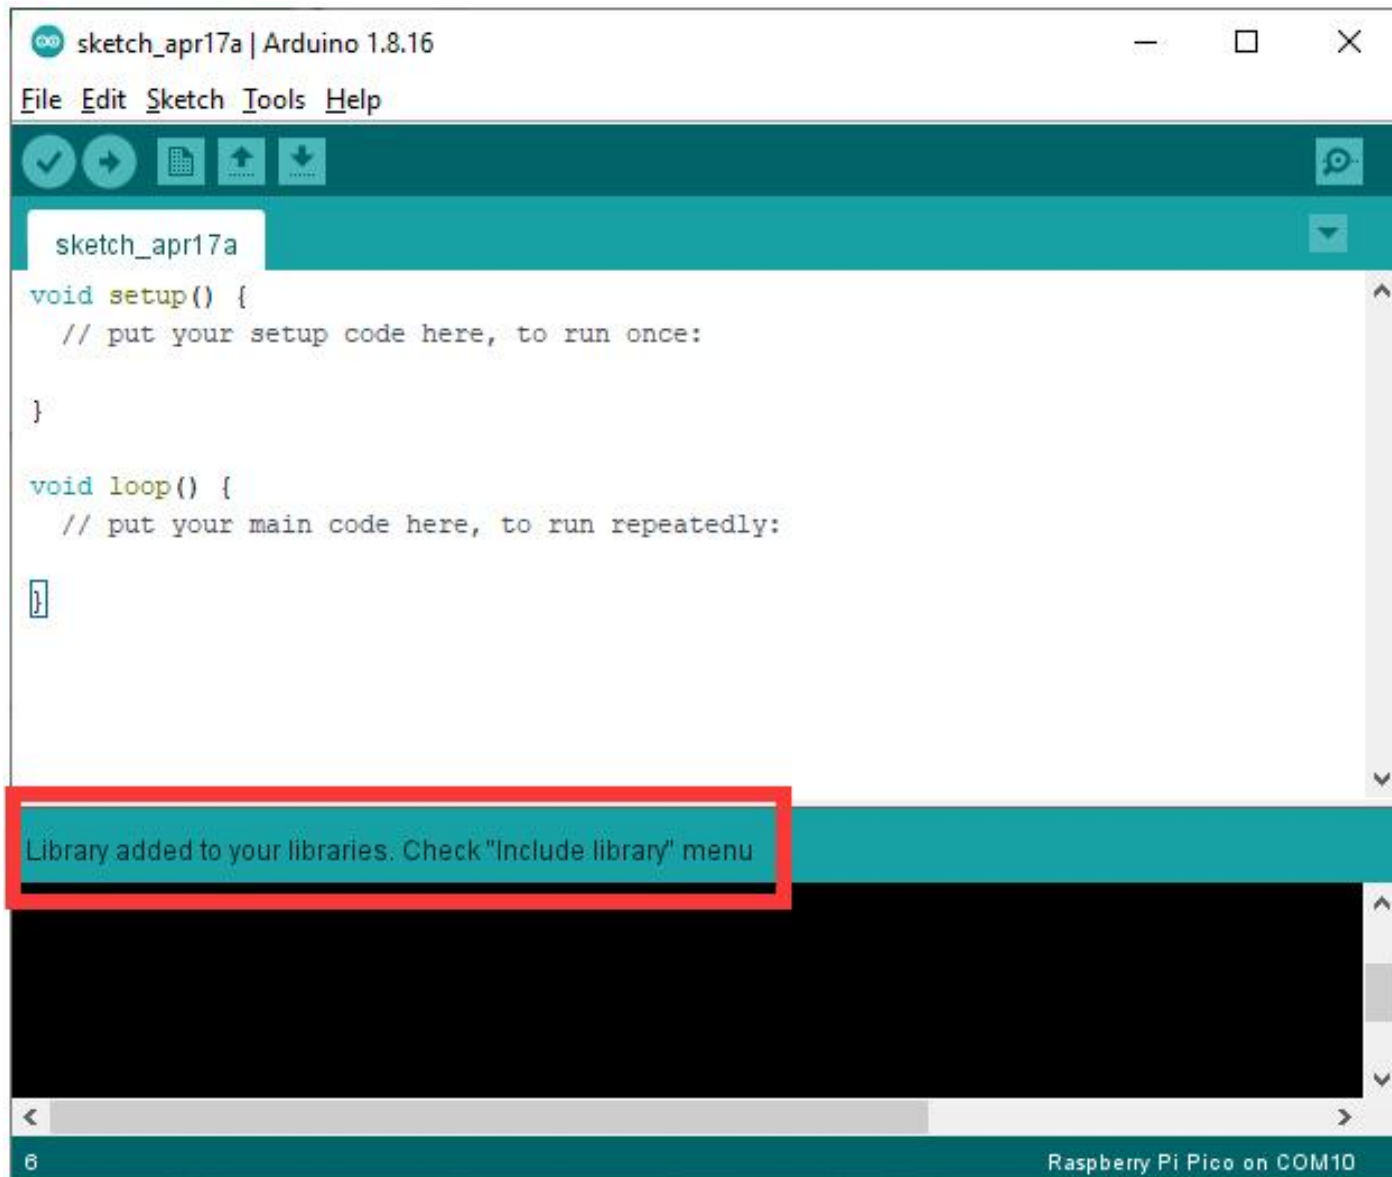 sketch_apr17a | Arduino 1.8.16
File Edit Sketch Tools Help
sketch_apr17a
void setup() {
  // put your setup code here, to run once:
}
void loop() {
  // put your main code here, to run repeatedly:
}
Library added to your libraries. Check "Include library" menu
6 Raspberry Pi Pico on COM10